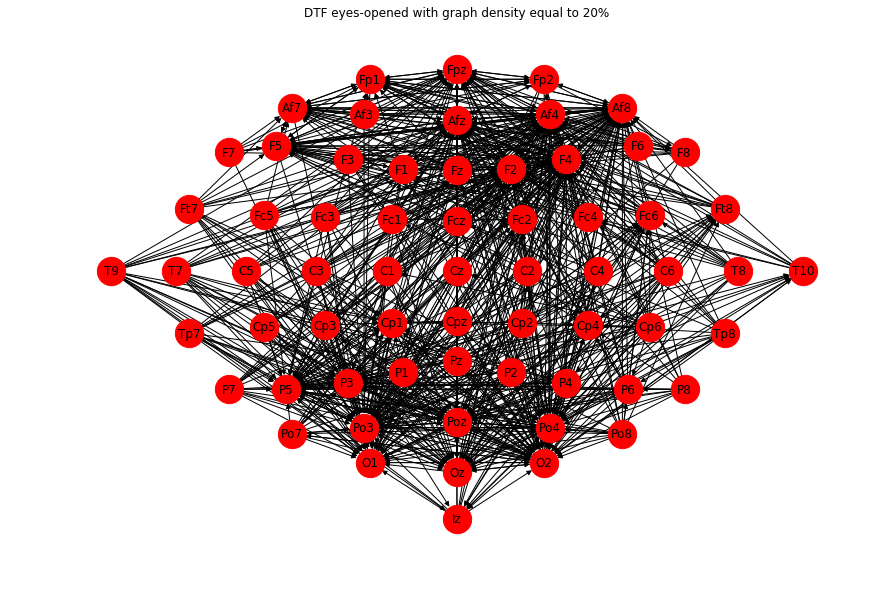 DTF eyes-opened with graph density equal to 20%
Fp1 Fpz Fp2
Af7 Af3 Afz Af4 Af8
F7 F5 F3 F1 Fz F2 F4 F6 F8
Ft7 Fc5 Fc3 Fc1 Fcz Fc2 Fc4 Fc6 Ft8
T9 T7 C5 C3 C1 Cz C2 C4 C6 T8 T10
Tp7 Cp5 Cp3 Cp1 Cpz Cp2 Cp4 Cp6 Tp8
P7 P5 P3 P1 Pz P2 P4 P6 P8
Po7 Po3 Poz Po4 Po8
O1 Oz O2
Iz